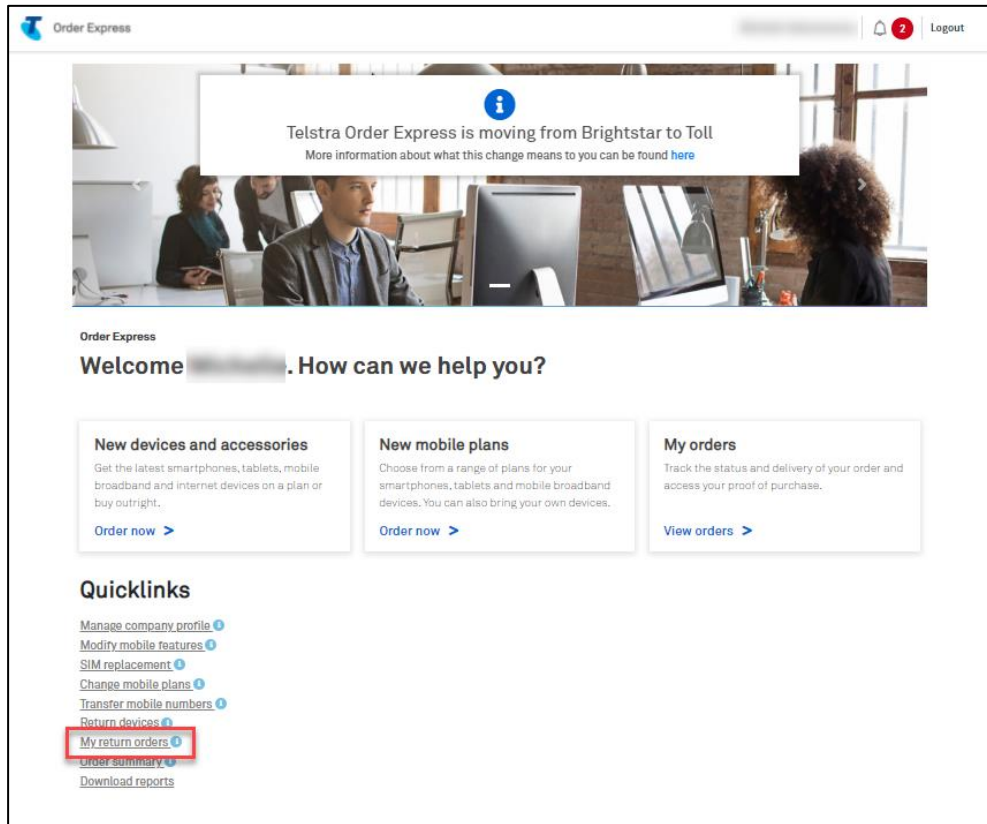 Order Express
2
Logout
Telstra Order Express is moving from Brightstar to Toll
More information about what this change means to you can be found here
Order Express
Welcome . How can we help you?
New devices and accessories
Get the latest smartphones, tablets, mobile
broadband and internet devices on a plan or
buy outright.
Order now >
New mobile plans
Choose from a range of plans for your
smartphones, tablets and mobile broadband
devices. You can also bring your own devices.
Order now >
My orders
Track the status and delivery of your order and
access your proof of purchase.
View orders >
Quicklinks
Manage company profile
Modify mobile features
SIM replacement
Change mobile plans
Transfer mobile numbers
Return devices
My return orders
Order summary
Download reports